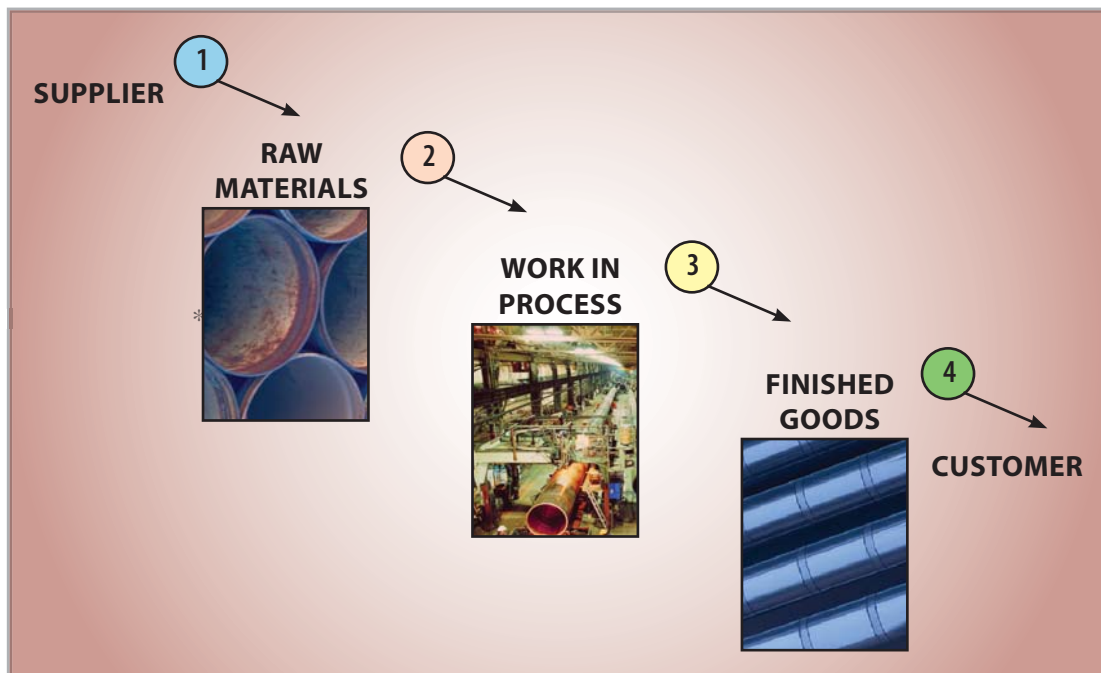 1
SUPPLIER
RAW
MATERIALS
2
WORK IN
PROCESS
3
*
FINISHED
GOODS
4
CUSTOMER